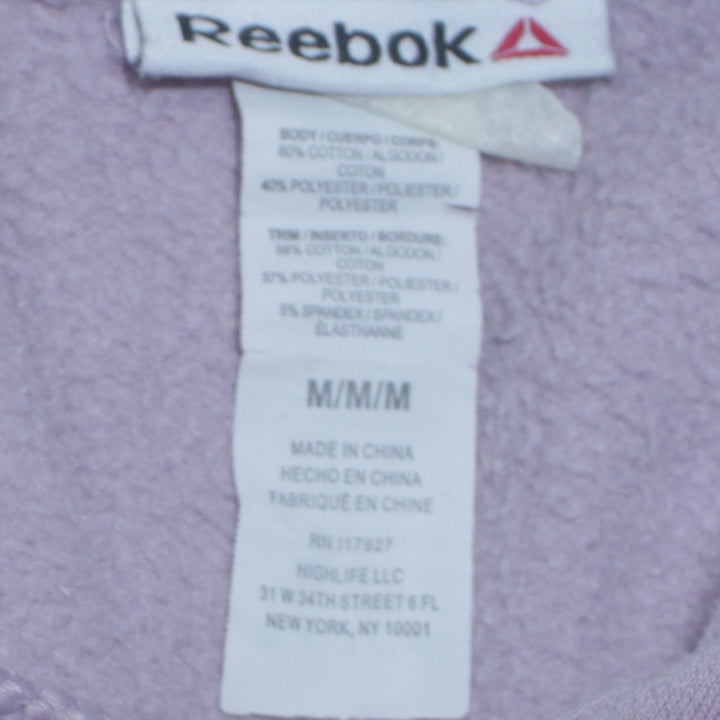 Reebok
BODY / CUERPO / CORPS:
60% COTTON / ALGODON /
COTON
40% POLYESTER / POLIESTER /
POLYESTER
TRIM / INSERTO / BORDURE:
58% COTTON / ALGODON /
COTON
37% POLYESTER / POLIESTER /
POLYESTER
5% SPANDEX / SPANDEX /
ÉLASTHANNE
M/M/M
MADE IN CHINA
HECHO EN CHINA
FABRIQUÉ EN CHINE
RN 117927
HIGHLIFE LLC
31 W 34TH STREET 6 FL
NEW YORK, NY 10001